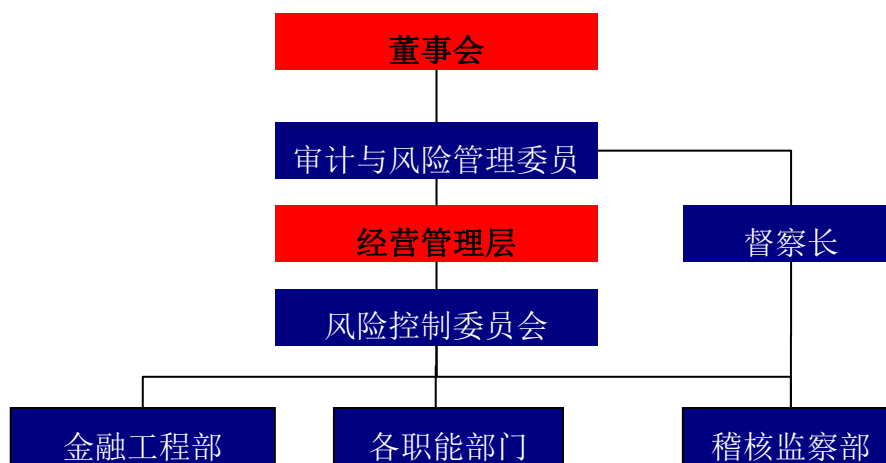 董事会
审计与风险管理委员
经营管理层
督察长
风险控制委员会
金融工程部
各职能部门
稽核监察部